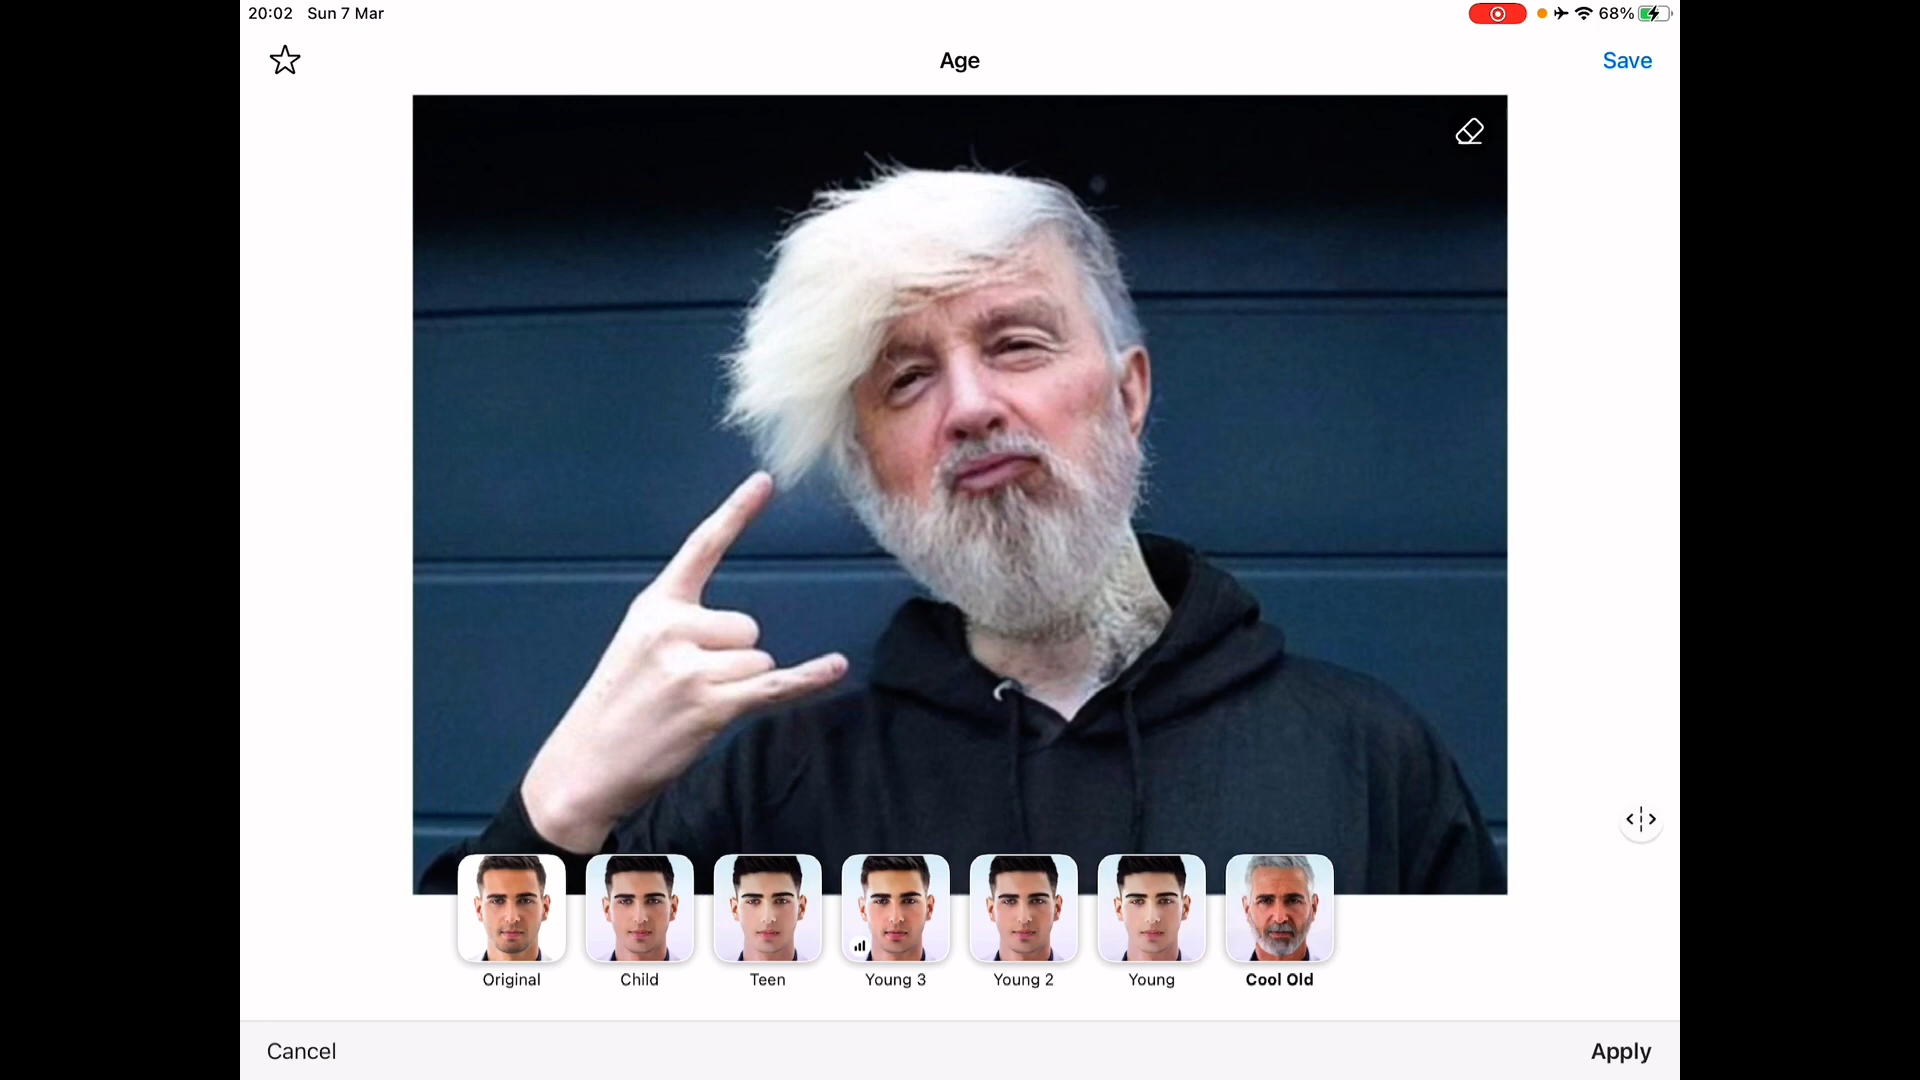 20:02 Sun 7 Mar
68%
Age
Save
Original
Child
Teen
Young 3
Young 2
Young
Cool Old
Cancel
Apply